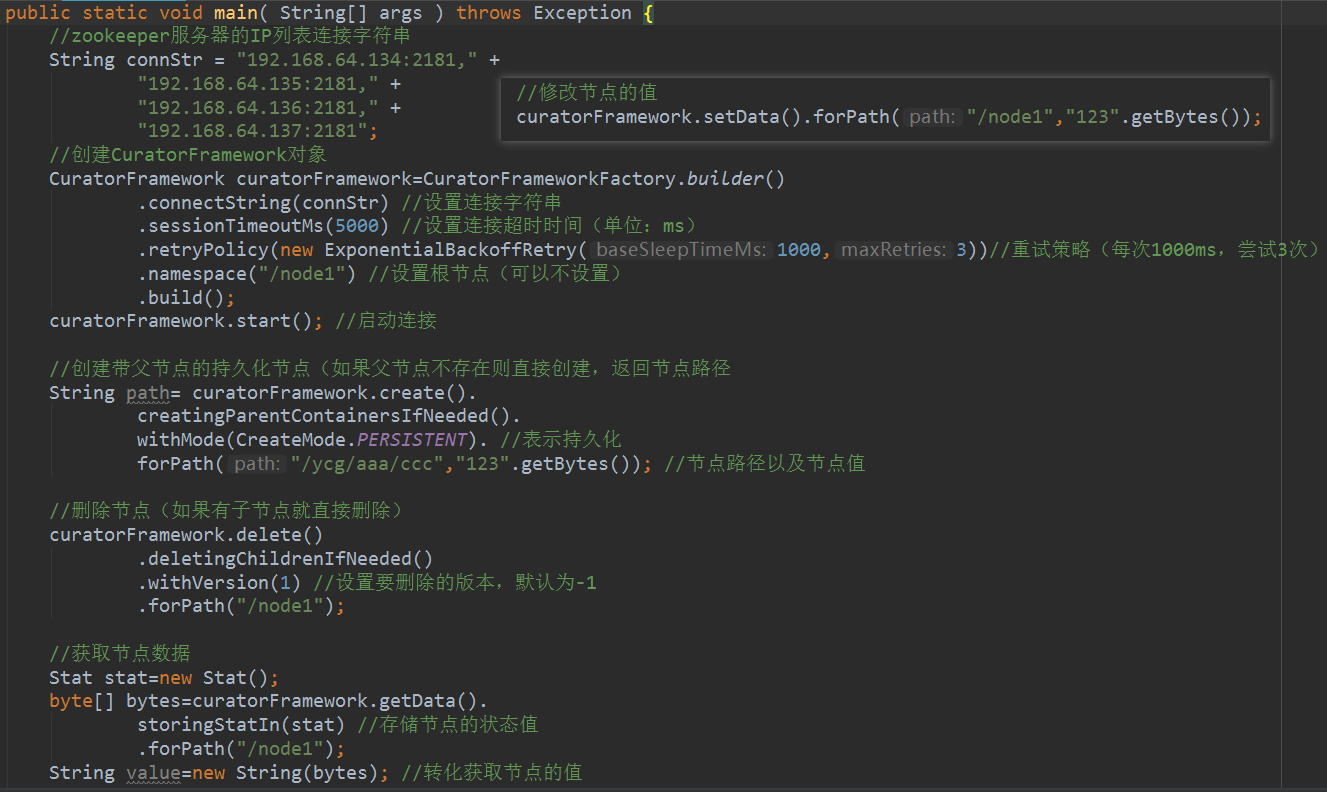 public static void main( String[] args ) throws Exception {
//zookeeper服务器的IP列表连接字符串
String connStr = "192.168.64.134:2181," +
"192.168.64.135:2181," +
"192.168.64.136:2181," +
"192.168.64.137:2181";
//修改节点的值
curatorFramework.setData().forPath( path: "/node1","123".getBytes());
//创建CuratorFramework对象
CuratorFramework curatorFramework=CuratorFrameworkFactory.builder()
.connectString(connStr) //设置连接字符串
.sessionTimeoutMs(5000) //设置连接超时时间（单位：ms）
.retryPolicy(new ExponentialBackoffRetry( baseSleepTimeMs: 1000, maxRetries: 3))//重试策略（每次1000ms，尝试3次）
.namespace("/node1") //设置根节点（可以不设置）
.build();
curatorFramework.start(); //启动连接
//创建带父节点的持久化节点（如果父节点不存在则直接创建，返回节点路径
String path= curatorFramework.create().
creatingParentContainersIfNeeded().
withMode(CreateMode.PERSISTENT). //表示持久化
forPath( path: "/ycg/aaa/ccc","123".getBytes()); //节点路径以及节点值
//删除节点（如果有子节点就直接删除）
curatorFramework.delete()
.deletingChildrenIfNeeded()
.withVersion(1) //设置要删除的版本，默认为-1
.forPath("/node1");
//获取节点数据
Stat stat=new Stat();
byte[] bytes=curatorFramework.getData().
storingStatIn(stat) //存储节点的状态值
.forPath("/node1");
String value=new String(bytes); //转化获取节点的值